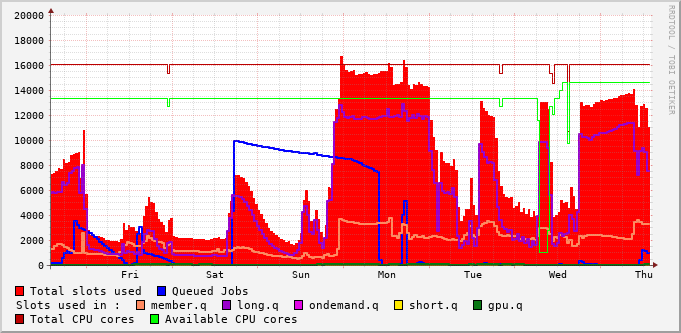 20000
18000
16000
14000
12000
10000
8000
6000
4000
2000
0
Fri Sat Sun Mon Tue Wed Thu
RRDTOOL / TOBI OETIKER
Total slots used Queued Jobs
Slots used in : member.q long.q ondemand.q short.q gpu.q
Total CPU cores Available CPU cores